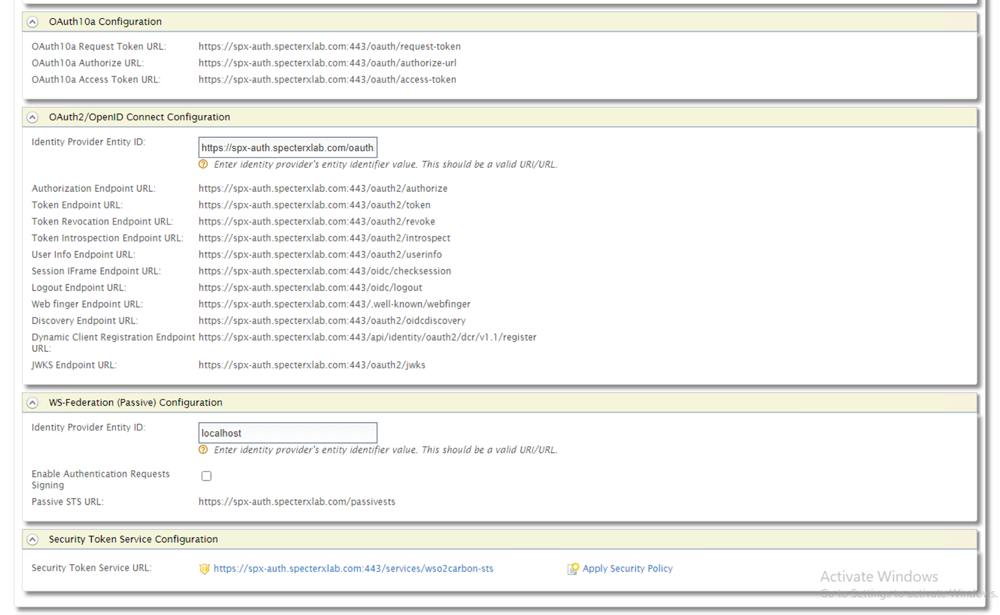 OAuth10a Configuration
OAuth10a Request Token URL: https://spx-auth.specterxlab.com:443/oauth/request-token
OAuth10a Authorize URL: https://spx-auth.specterxlab.com:443/oauth/authorize-url
OAuth10a Access Token URL: https://spx-auth.specterxlab.com:443/oauth/access-token
OAuth2/OpenID Connect Configuration
Identity Provider Entity ID: https://spx-auth.specterxlab.com/oauth
Enter identity provider's entity identifier value. This should be a valid URI/URL.
Authorization Endpoint URL: https://spx-auth.specterxlab.com:443/oauth2/authorize
Token Endpoint URL: https://spx-auth.specterxlab.com:443/oauth2/token
Token Revocation Endpoint URL: https://spx-auth.specterxlab.com:443/oauth2/revoke
Token Introspection Endpoint URL: https://spx-auth.specterxlab.com:443/oauth2/introspect
User Info Endpoint URL: https://spx-auth.specterxlab.com:443/oauth2/userinfo
Session IFrame Endpoint URL: https://spx-auth.specterxlab.com:443/oidc/checksession
Logout Endpoint URL: https://spx-auth.specterxlab.com:443/oidc/logout
Web finger Endpoint URL: https://spx-auth.specterxlab.com:443/.well-known/webfinger
Discovery Endpoint URL: https://spx-auth.specterxlab.com:443/oauth2/oidcdiscovery
Dynamic Client Registration Endpoint https://spx-auth.specterxlab.com:443/api/identity/oauth2/dcr/v1.1/register
URL:
JWKS Endpoint URL: https://spx-auth.specterxlab.com:443/oauth2/jwks
WS-Federation (Passive) Configuration
Identity Provider Entity ID: localhost
Enter identity provider's entity identifier value. This should be a valid URI/URL.
Enable Authentication Requests
Signing
Passive STS URL: https://spx-auth.specterxlab.com/passivests
Security Token Service Configuration
Security Token Service URL: https://spx-auth.specterxlab.com:443/services/wso2carbon-sts Apply Security Policy
Activate Windows
Go to Settings to activate Windows.